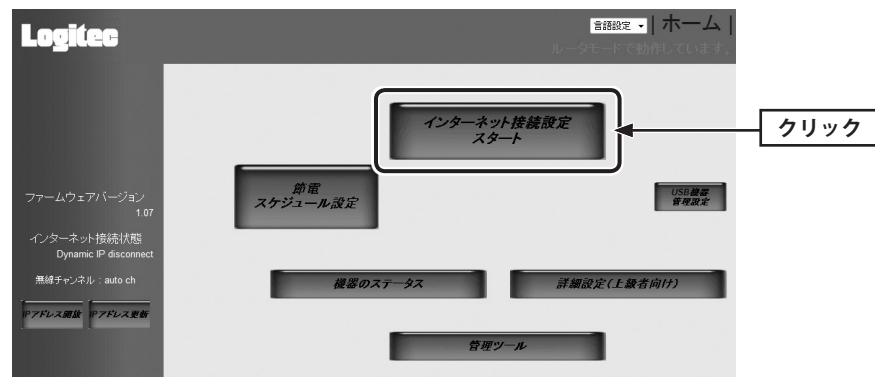 Logitec
言語設定
|ホーム|
ルータモードで動作しています。
インターネット接続設定
スタート
クリック
節電
スケジュール設定
USB機器
管理設定
ファームウェアバージョン
1.07
インターネット接続状態
Dynamic IP disconnect
無線チャンネル:auto ch
機器のステータス
詳細設定(上級者向け)
IPアドレス開放
IPアドレス更新
管理ツール